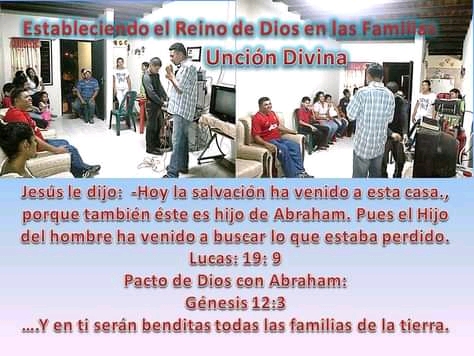 Estableciendo el Reino de Dios en las Familias
Unción Divina
Jesús le dijo: -Hoy la salvación ha venido a esta casa.,
porque también éste es hijo de Abraham. Pues el Hijo
del hombre ha venido a buscar lo que estaba perdido.
Lucas: 19: 9
Pacto de Dios con Abraham:
Génesis 12:3
....Y en ti serán benditas todas las familias de la tierra.